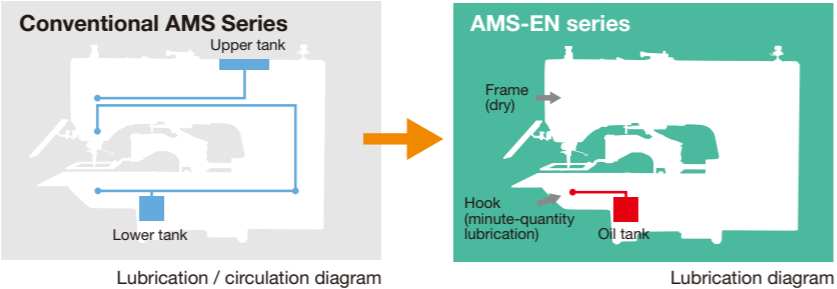 Conventional AMS Series
Upper tank
Lower tank
Lubrication / circulation diagram
AMS-EN series
Frame
(dry)
Hook
(minute-quantity
lubrication)
Oil tank
Lubrication diagram